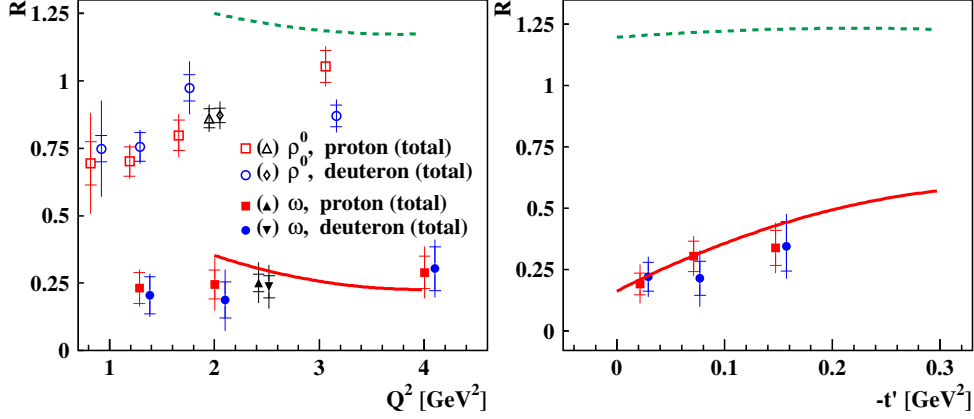 R
1.25
1
0.75
0.5
0.25
0
(△) ρ⁰, proton (total)
(◇) ρ⁰, deuteron (total)
(▲) ω, proton (total)
(▼) ω, deuteron (total)
1 2 3 4
Q² [GeV²]
R
1.25
1
0.75
0.5
0.25
0
0 0.1 0.2 0.3
-t' [GeV²]